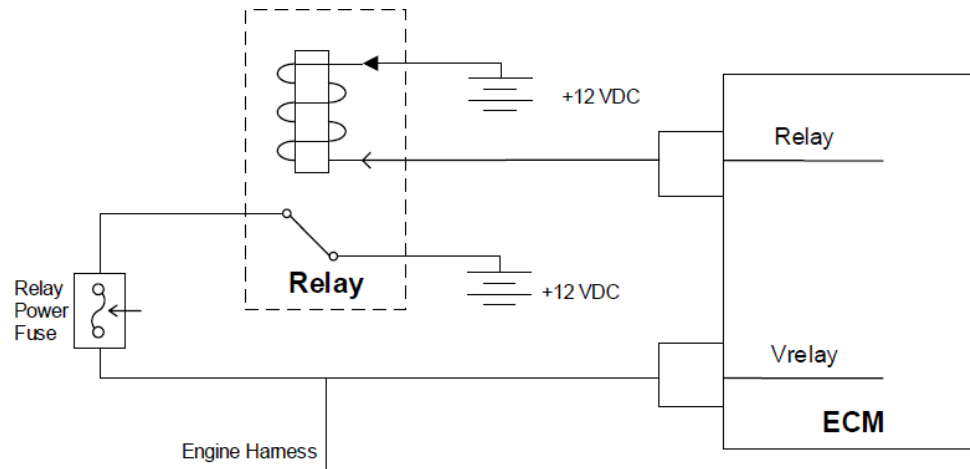 +12 VDC
Relay
Relay
+12 VDC
Relay
Power
Fuse
Vrelay
ECM
Engine Harness